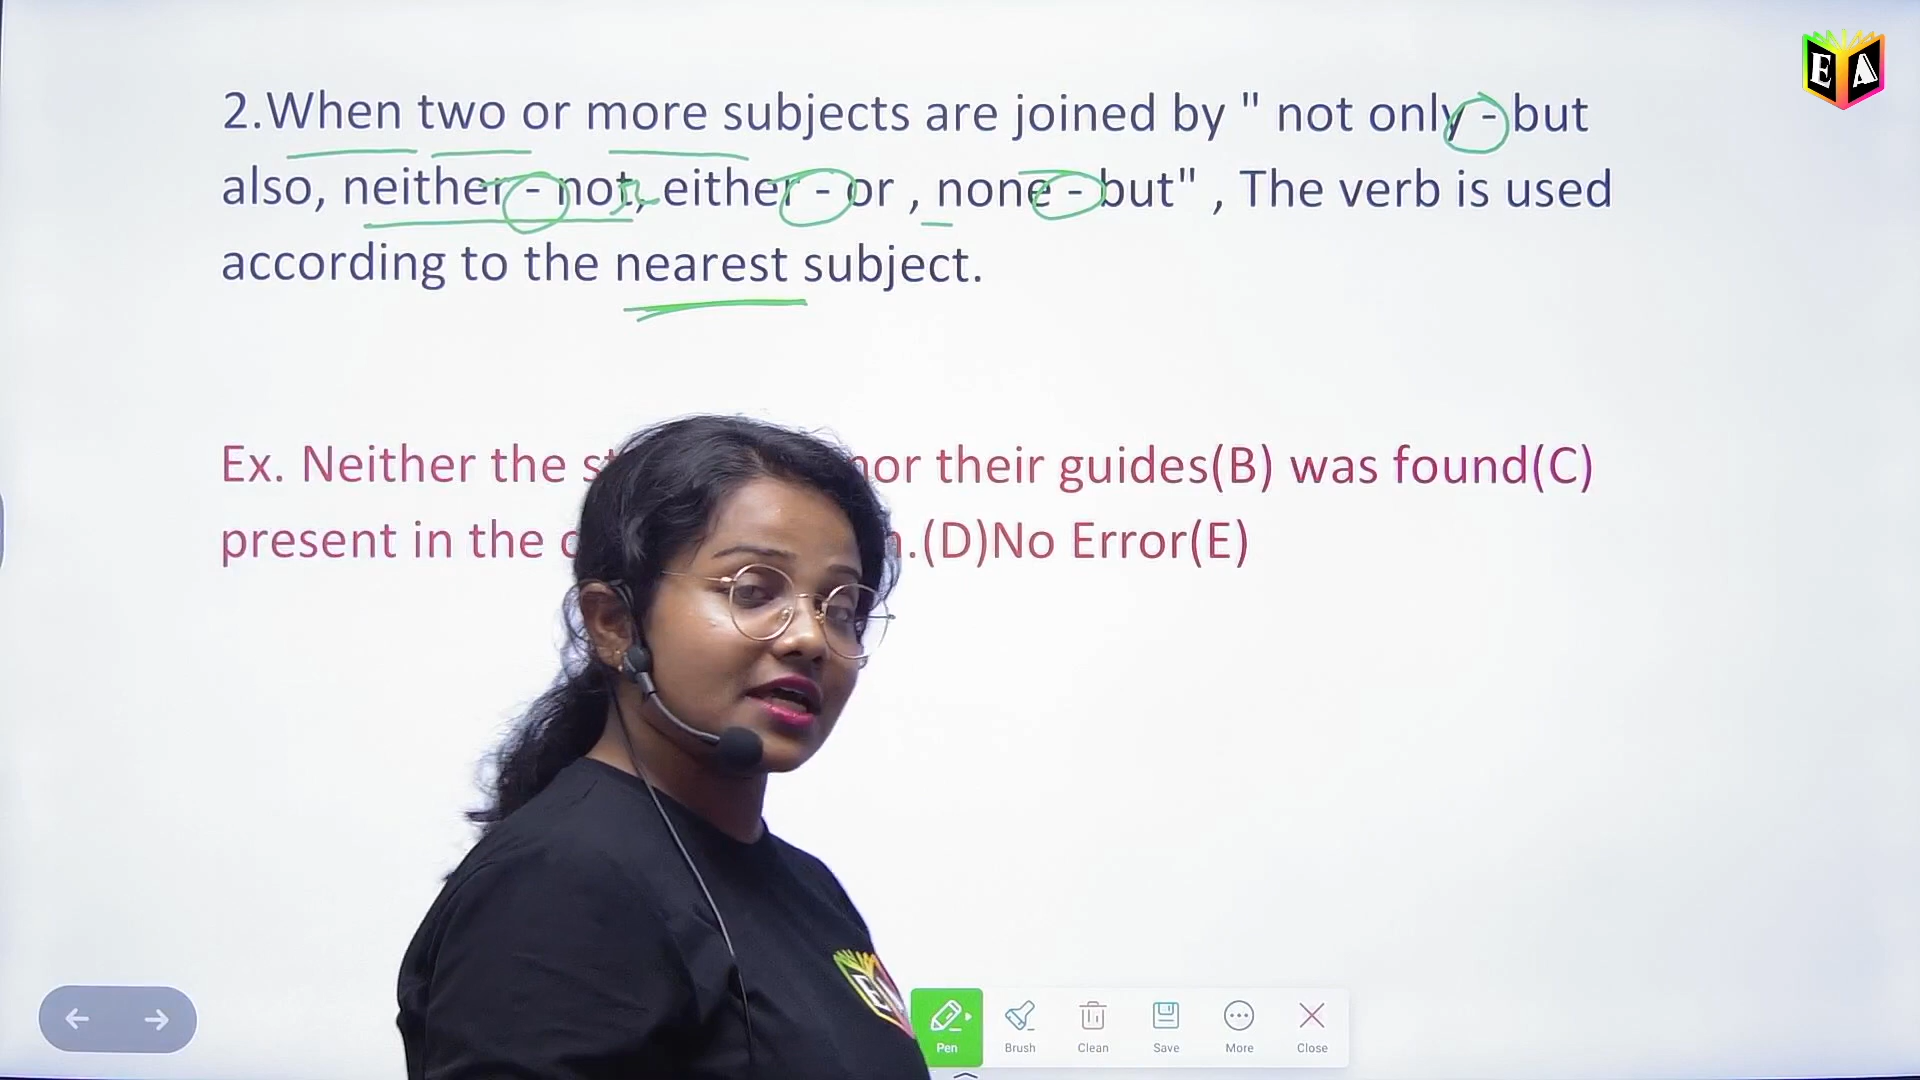 2.When two or more subjects are joined by " not only - but
also, neither - not, either - or , none - but" , The verb is used
according to the nearest subject.
Ex. Neither the nor their guides(B) was found(C)
present in the .(D)No Error(E)
E A
Pen Brush Clean Save More Close